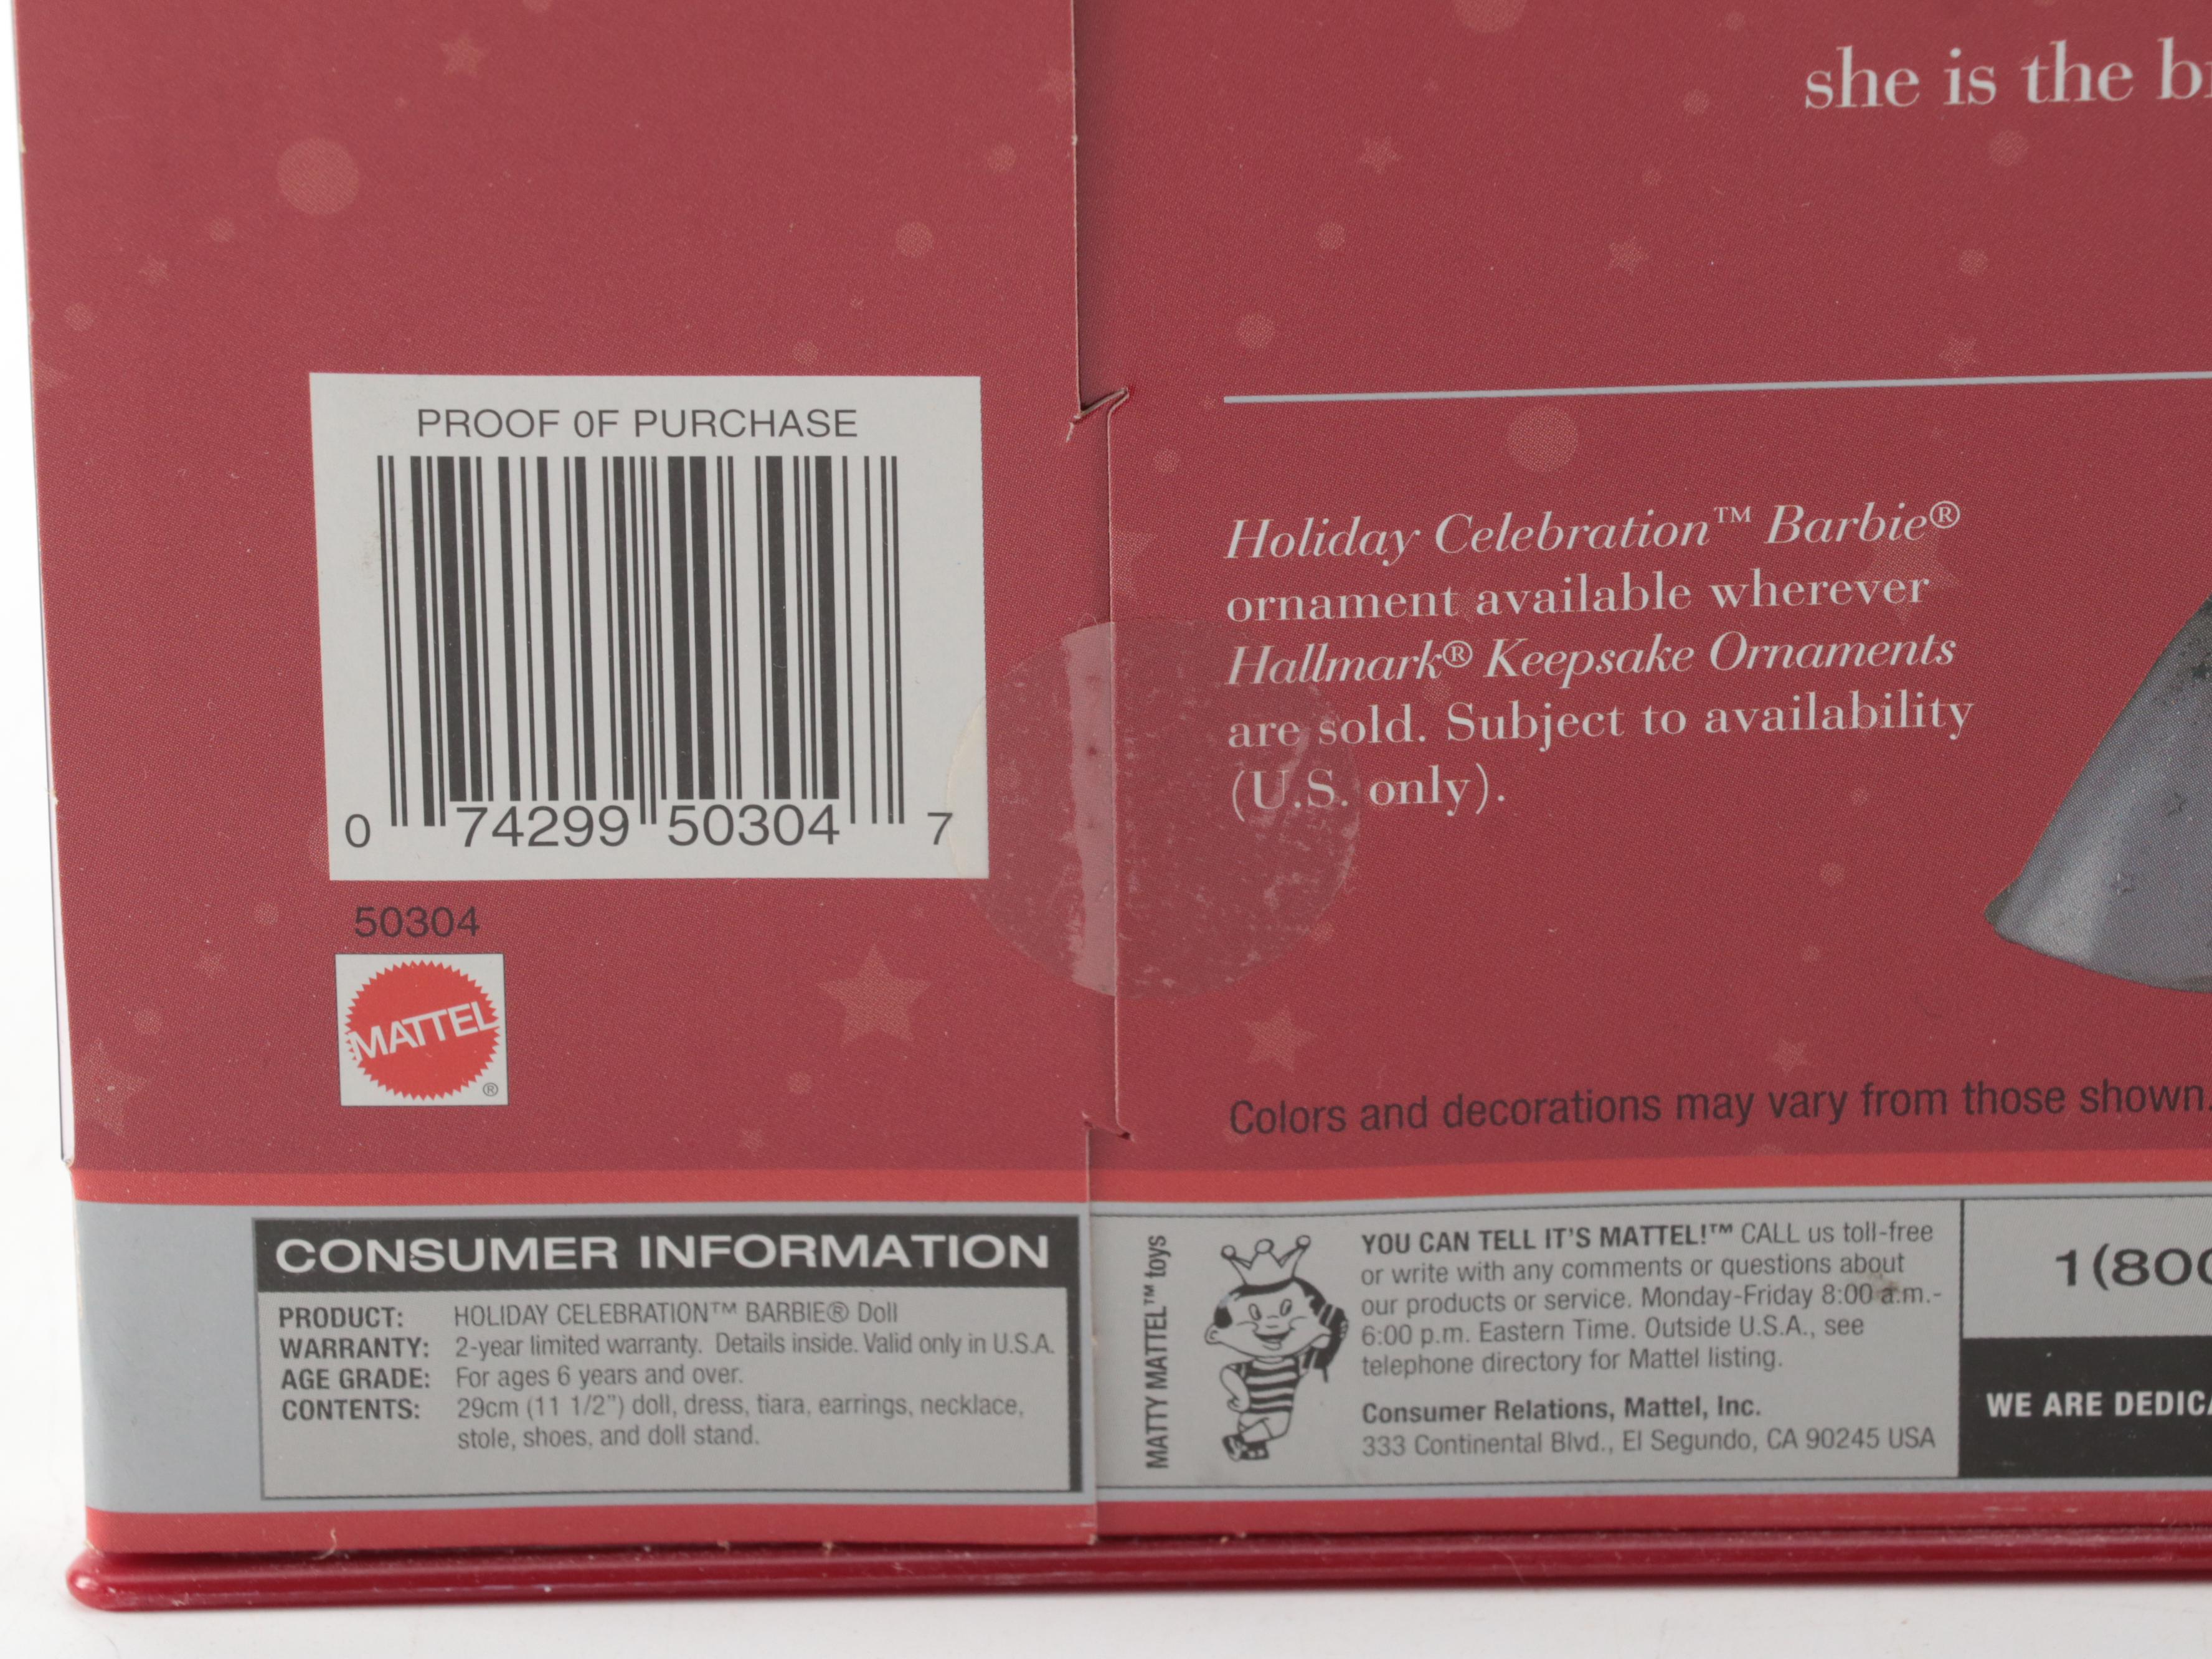 she is the
PROOF 0F PURCHASE
0 74299 50304 7
50304
MATTEL
®
Holiday Celebration™ Barbie®
ornament available wherever
Hallmark® Keepsake Ornaments
are sold. Subject to availability
(U.S. only).
Colors and decorations may vary from those shown.
CONSUMER INFORMATION
PRODUCT: HOLIDAY CELEBRATION™ BARBIE® Doll
WARRANTY: 2-year limited warranty. Details inside. Valid only in U.S.A.
AGE GRADE: For ages 6 years and over.
CONTENTS: 29cm (11 1/2") doll, dress, tiara, earrings, necklace,
stole, shoes, and doll stand.
MATTY MATTEL™ toys
YOU CAN TELL IT'S MATTEL!™ CALL us toll-free
or write with any comments or questions about
our products or service. Monday-Friday 8:00 a.m.-
6:00 p.m. Eastern Time. Outside U.S.A., see
telephone directory for Mattel listing.
Consumer Relations, Mattel, Inc.
333 Continental Blvd., El Segundo, CA 90245 USA
1(800
WE ARE